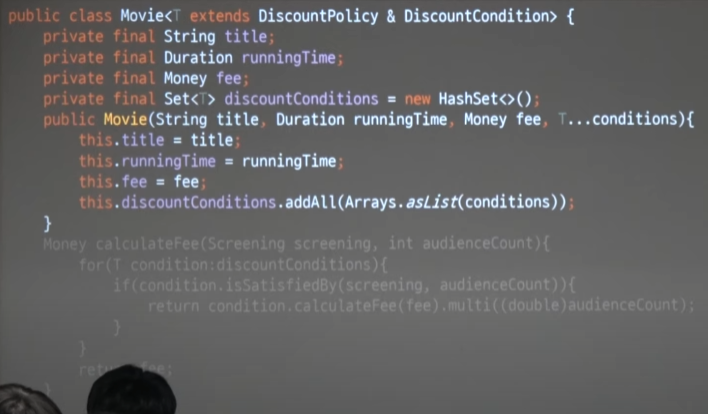 public class Movie<T extends DiscountPolicy & DiscountCondition> {
private final String title;
private final Duration runningTime;
private final Money fee;
private final Set<T> discountConditions = new HashSet<>();
public Movie(String title, Duration runningTime, Money fee, T...conditions){
this.title = title;
this.runningTime = runningTime;
this.fee = fee;
this.discountConditions.addAll(Arrays.asList(conditions));
}
Money calculateFee(Screening screening, int audienceCount){
for(T condition:discountConditions){
if(condition.isSatisfiedBy(screening, audienceCount)){
return condition.calculateFee(fee).multi((double)audienceCount);
}
}
fee;
}